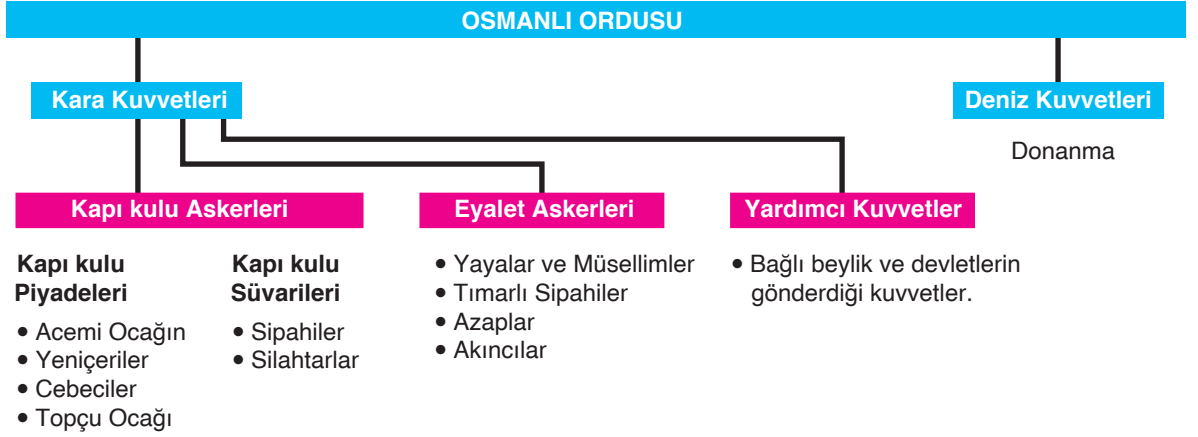 OSMANLI ORDUSU
Kara Kuvvetleri
Deniz Kuvvetleri
Donanma
Kapı kulu Askerleri
Eyalet Askerleri
Yardımcı Kuvvetler
Kapı kulu
Piyadeleri
• Acemi Ocağın
• Yeniçeriler
• Cebeciler
• Topçu Ocağı
Kapı kulu
Süvarileri
• Sipahiler
• Silahtarlar
• Yayalar ve Müsellimler
• Tımarlı Sipahiler
• Azaplar
• Akıncılar
• Bağlı beylik ve devletlerin
gönderdiği kuvvetler.